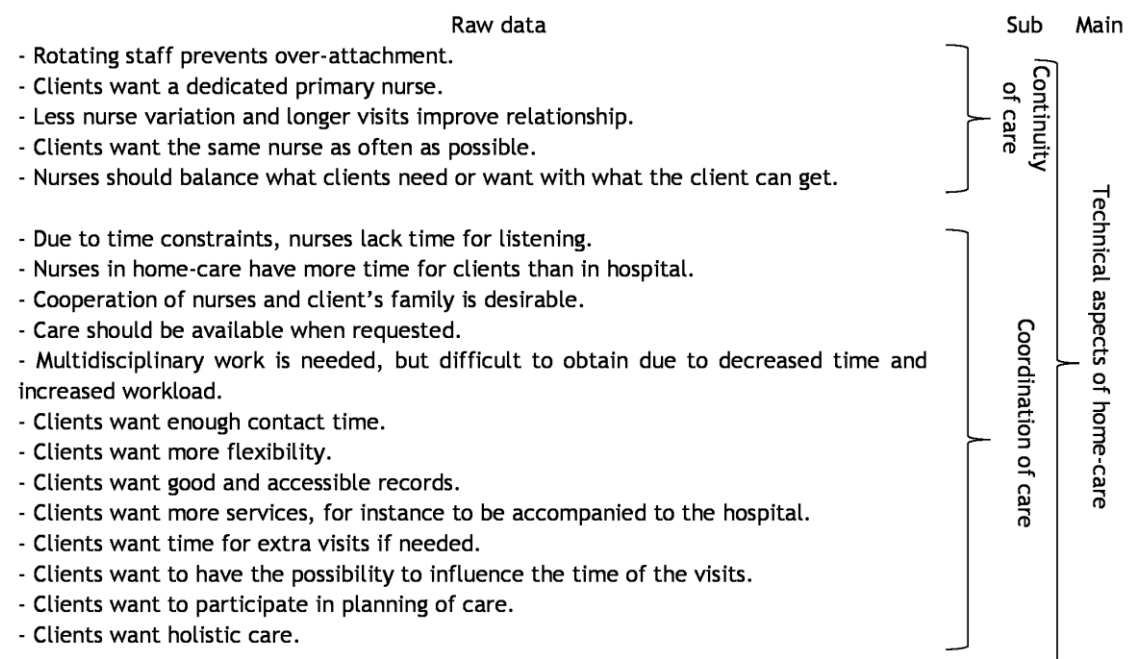 Raw data Sub Main
- Rotating staff prevents over-attachment.
- Clients want a dedicated primary nurse.
- Less nurse variation and longer visits improve relationship.
- Clients want the same nurse as often as possible.
- Nurses should balance what clients need or want with what the client can get.
Continuity
of care
- Due to time constraints, nurses lack time for listening.
- Nurses in home-care have more time for clients than in hospital.
- Cooperation of nurses and client's family is desirable.
- Care should be available when requested.
- Multidisciplinary work is needed, but difficult to obtain due to decreased time and
increased workload.
- Clients want enough contact time.
- Clients want more flexibility.
- Clients want good and accessible records.
- Clients want more services, for instance to be accompanied to the hospital.
- Clients want time for extra visits if needed.
- Clients want to have the possibility to influence the time of the visits.
- Clients want to participate in planning of care.
- Clients want holistic care.
Coordination of care
Technical aspects of home-care